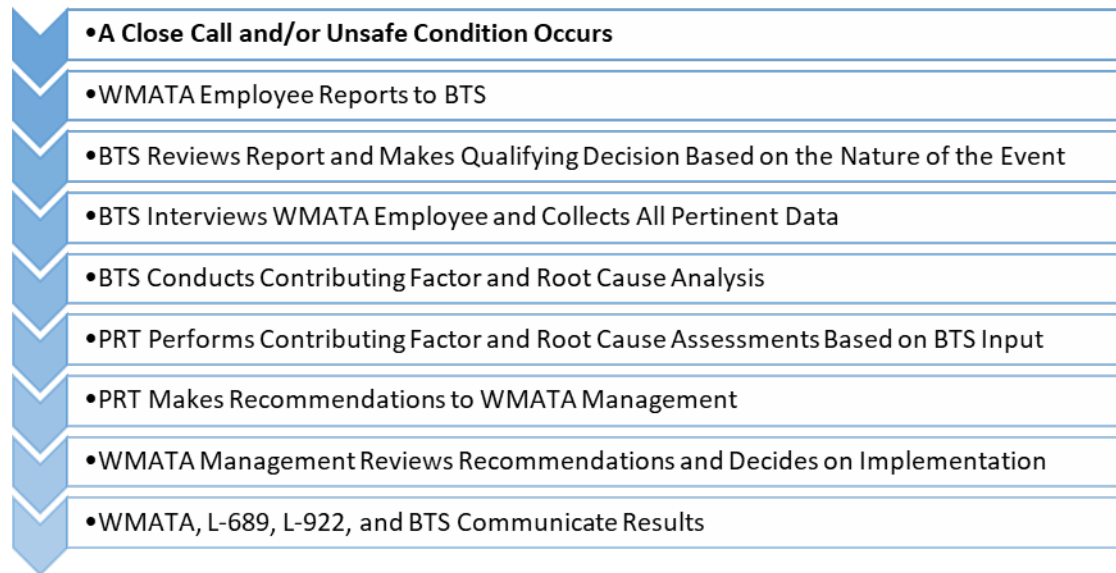 •A Close Call and/or Unsafe Condition Occurs
•WMATA Employee Reports to BTS
•BTS Reviews Report and Makes Qualifying Decision Based on the Nature of the Event
•BTS Interviews WMATA Employee and Collects All Pertinent Data
•BTS Conducts Contributing Factor and Root Cause Analysis
•PRT Performs Contributing Factor and Root Cause Assessments Based on BTS Input
•PRT Makes Recommendations to WMATA Management
•WMATA Management Reviews Recommendations and Decides on Implementation
•WMATA, L-689, L-922, and BTS Communicate Results